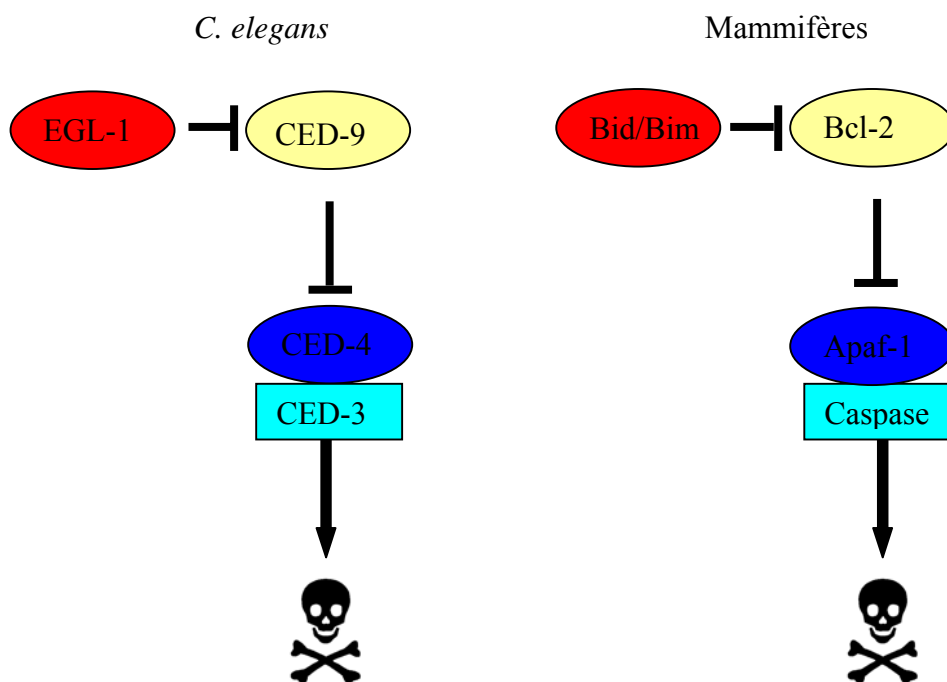 C. elegans
Mammifères
EGL-1
CED-9
Bid/Bim
Bcl-2
CED-4
Apaf-1
CED-3
Caspase